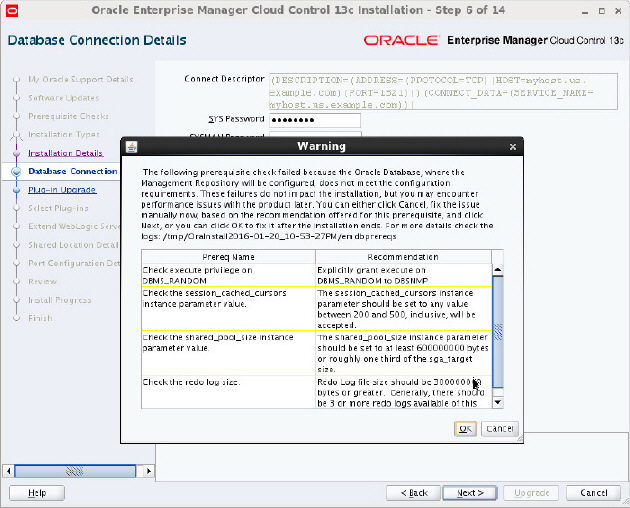 Oracle Enterprise Manager Cloud Control 13c Installation - Step 6 of 14
Database Connection Details
ORACLE Enterprise Manager Cloud Control 13c
My Oracle Support Details
Software Updates
Prerequisite Checks
Installation Types
Installation Details
Database Connection
Plug-in Upgrade
Select Plug-ins
Extend WebLogic Serve
Shared Location Detail
Port Configuration Det
Review
Install Progress
Finish
Connect Descriptor
(DESCRIPTION=(ADDRESS=(PROTOCOL=TCP)(HOST=myhost.us.
example.com)(PORT=1521)))(CONNECT_DATA=(SERVICE_NAME=
myhost.us.example.com))|
SYS Password
Warning
The following prerequisite check failed because the Oracle Database, where the
Management Repository will be configured, does not meet the configuration
requirements. These failures do not impact the installation, but you may encounter
performance issues with the product later. You can either click Cancel, fix the issue
manually now, based on the recommendation offered for this prerequisite, and click
Next, or you can click OK to fix it after the installation ends. For more details check the
logs: /tmp/OraInstall2016-01-20_10-53-27PM/emdbprereqs
Prereq Name
Recommendation
Check execute privilege on
DBMS_RANDOM
Explicitly grant execute on
DBMS_RANDOM to DBSNMP
Check the session_cached_cursors
instance parameter value.
The session_cached_cursors instance
parameter should be set to any value
between 200 and 500, inclusive, will be
accepted.
Check the shared_pool_size instance
parameter value.
The shared_pool_size instance parameter
should be set to at least 600000000 bytes
or roughly one third of the sga_target
size.
Check the redo log size.
Redo Log file size should be
bytes or greater. Generally, there should
be 3 or more redo logs available of this
OK
Cancel
Help
< Back
Next >
Upgrade
Cancel